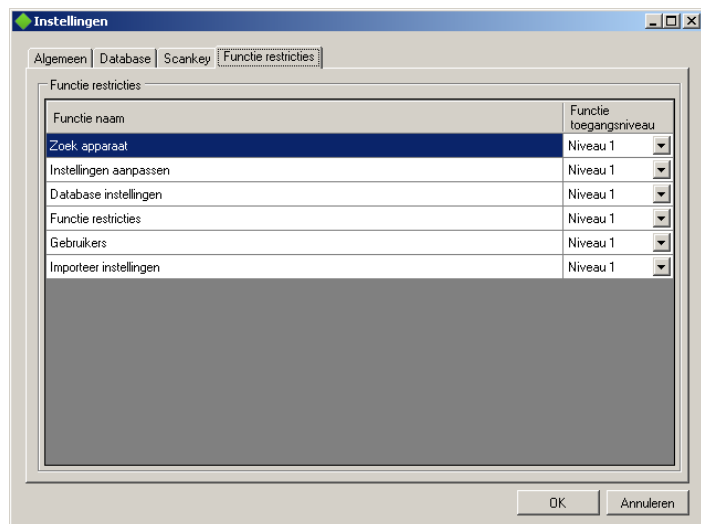 Instellingen
Algemeen Database Scankey Functie restricties
Functie restricties
Functie naam Functie toegangsniveau
Zoek apparaat Niveau 1
Instellingen aanpassen Niveau 1
Database instellingen Niveau 1
Functie restricties Niveau 1
Gebruikers Niveau 1
Importeer instellingen Niveau 1
OK Annuleren